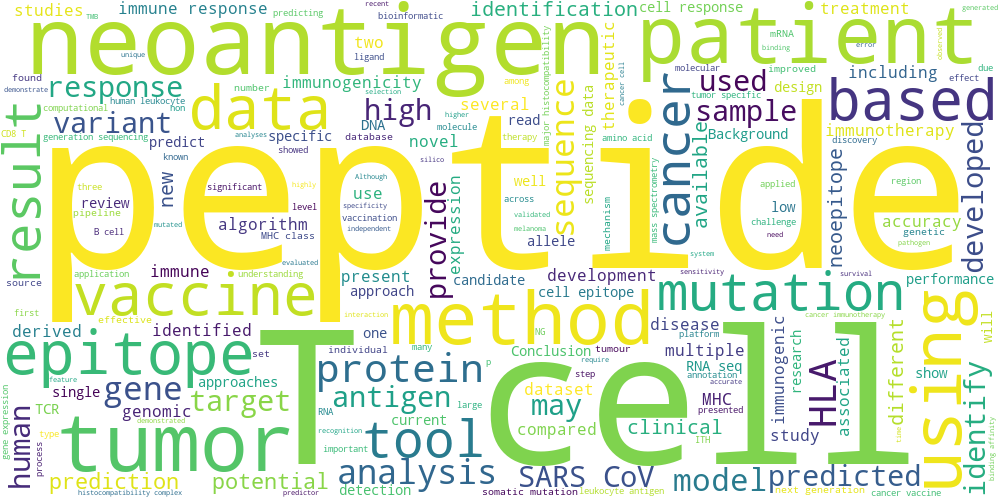 studies
TMB
recent
immune response
predicting
bioinformatic
identification
cell response
treatment
generated
neoantigen
patient
unique
two
ligand
mRNA
binding
error
observed
found
demonstrate
response
immunogenicity
therapeutic
major histocompatibility
among
cancer cell
molecular
improved
due
effect
including
computational
human leukocyte
non
number
selection
used
tumor specific
design
CD8 T
variant
data
high
several
sequence
sequencing data
cancer
sample
based
generation sequencing
analyses
higher
DNA
molecule
therapy
read
amino acid
Background
immunotherapy
predict
specific
database
novel
discovery
result
known
showed
silico
peptide
three
new
significant
highly
Although
use
specificity
vaccination
independent
level
across
well
validated
melanoma
mechanism
mass spectrometry
available
applied
region
low
challenge
need
accuracy
genetic
pathogen
neoepitope
developed
review
pipeline
B cell
mutated
algorithm
MHC class
evaluated
provide
expression
allele
system
source
application
understanding
immune
present
candidate
development
sensitivity
survival
performance
first
effective
approach
cell epitope
vaccine
interaction
method
mutation
derived
identified
one
platform
disease
cancer immunotherapy
will
set
individual
NG
many
tumour
require
p
Conclusion
multiple
immunogenic
research
associated
different
using
epitope
T cell
protein
step
RNA seq
annotation
accurate
dataset
show
identify
feature
approaches
gene
target
antigen
large
may
MHC
presented
HLA
gene expression
human
single
TCR
genomic
demonstrated
RNA
current
compared
clinical
ITH
study
time
binding affinity
type
process
tumor
recognition
important
tool
model
predicted
prediction
potential
detection
analysis
SARS CoV
next generation
histocompatibility complex
predictor
somatic mutation
leukocyte antigen
cancer vaccine